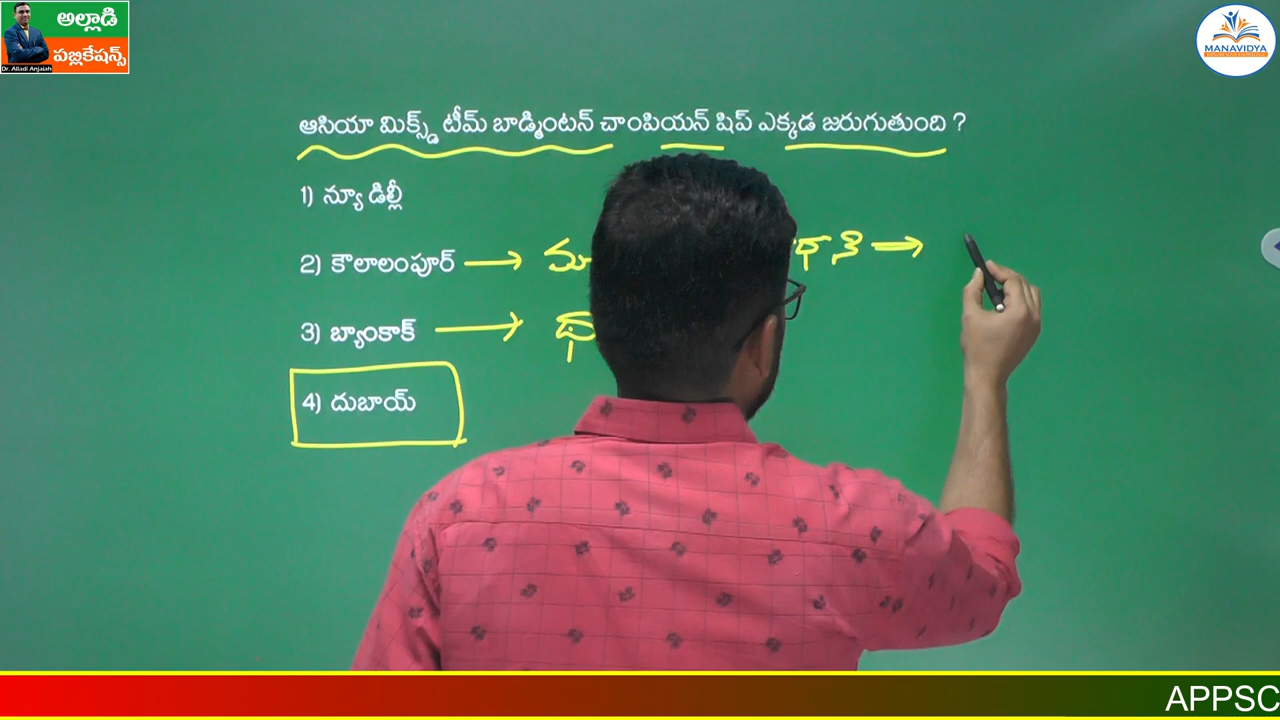 అల్లాడి
పబ్లికేషన్స్
Dr. Alladi Anjaiah
MANAVIDYA
ఆసియా మిక్స్డ్ టీమ్ బాడ్మింటన్ చాంపియన్ షిప్ ఎక్కడ జరుగుతుంది ?
1) న్యూ డిల్లీ
2) కౌలాలంపూర్ →
3) బ్యాంకాక్ →
4) దుబాయ్
APPSC